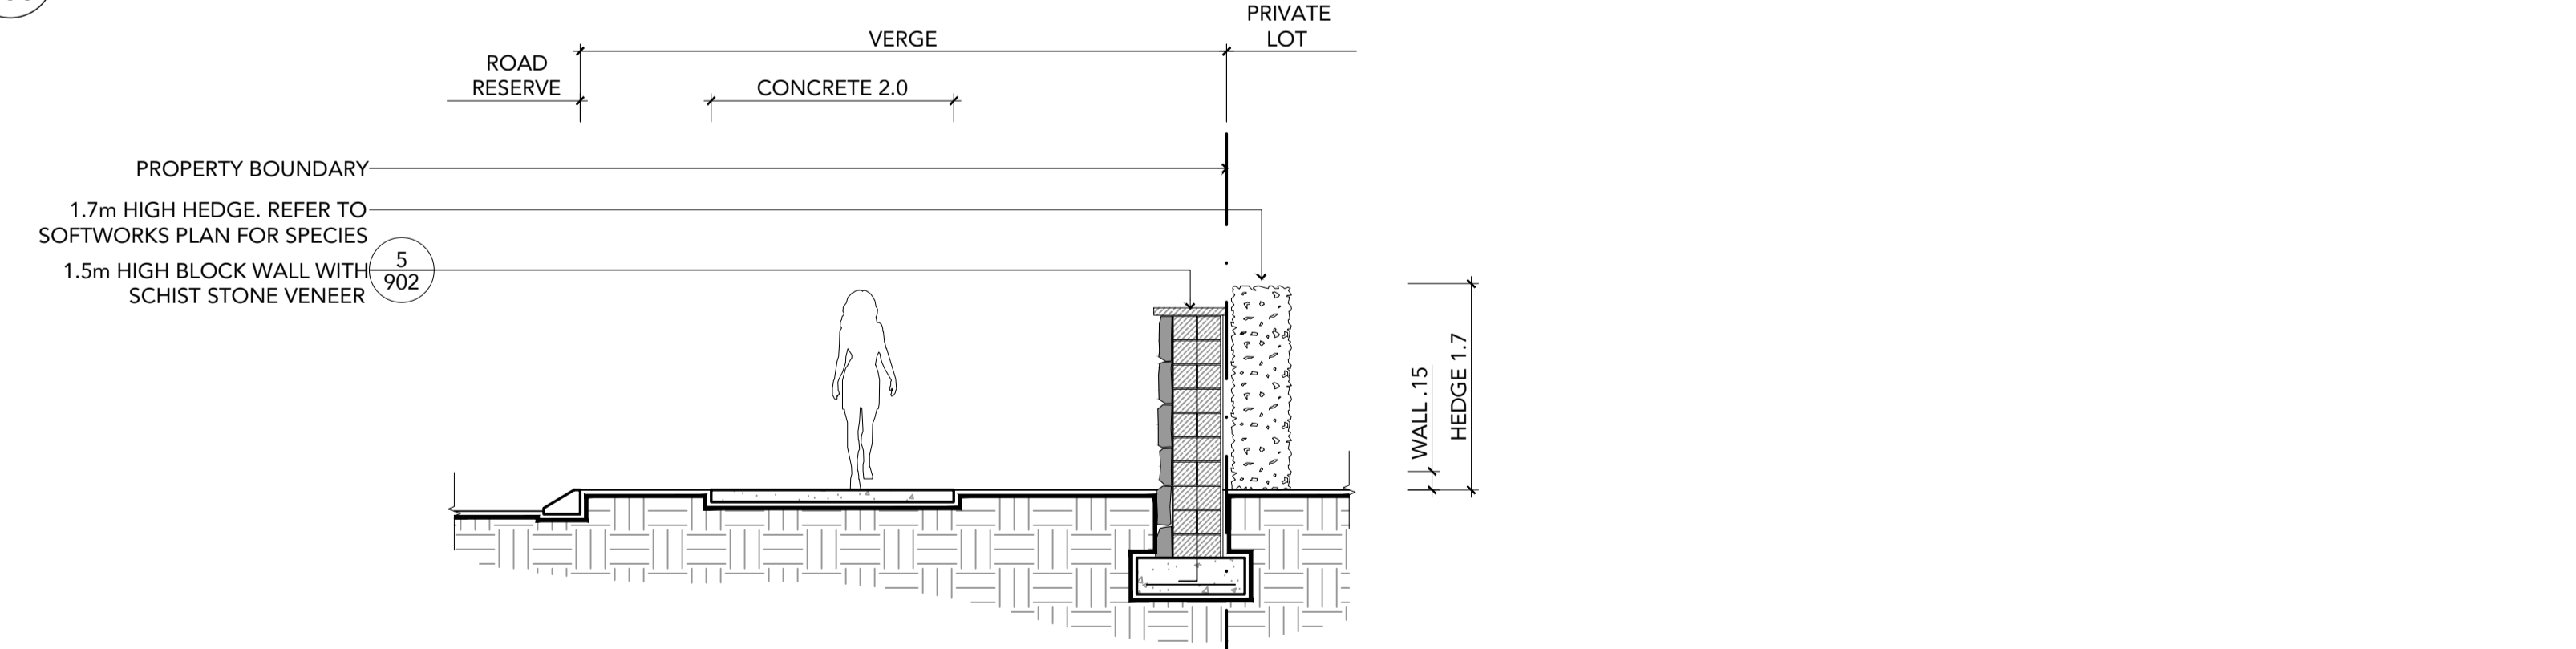 PRIVATE
LOT
VERGE
ROAD
RESERVE
CONCRETE 2.0
PROPERTY BOUNDARY
1.7m HIGH HEDGE. REFER TO
SOFTWORKS PLAN FOR SPECIES
1.5m HIGH BLOCK WALL WITH
SCHIST STONE VENEER
5
902
WALL .15
HEDGE 1.7